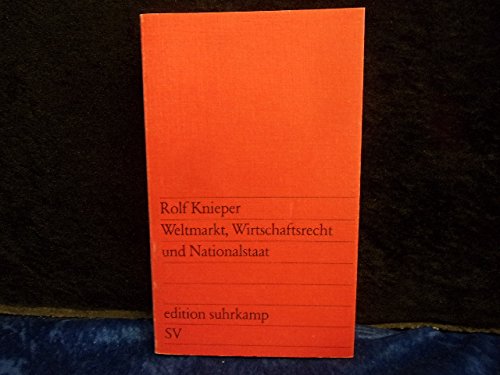 Rolf Knieper
Weltmarkt, Wirtschaftsrecht
und Nationalstaat
edition suhrkamp
SV